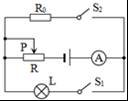 R₀ S₂
P
R A
L S₁